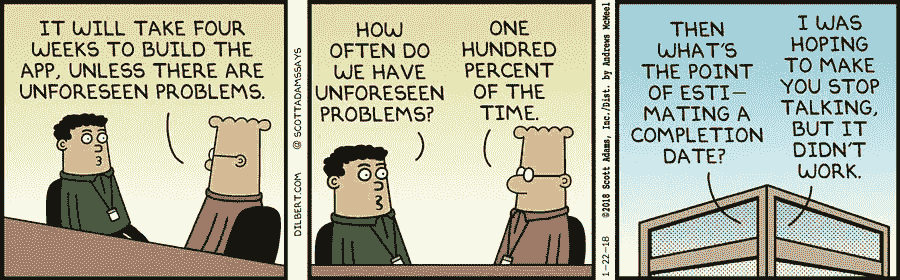 IT WILL TAKE FOUR
WEEKS TO BUILD THE
APP, UNLESS THERE ARE
UNFORESEEN PROBLEMS.
DILBERT.COM @SCOTTADAMSSAYS
HOW
OFTEN DO
WE HAVE
UNFORESEEN
PROBLEMS?
ONE
HUNDRED
PERCENT
OF THE
TIME.
1-22-18 ©2018 Scott Adams, Inc./Dist. by Andrews McMeel
THEN
WHAT'S
THE POINT
OF ESTI-
MATING A
COMPLETION
DATE?
I WAS
HOPING
TO MAKE
YOU STOP
TALKING,
BUT IT
DIDN'T
WORK.